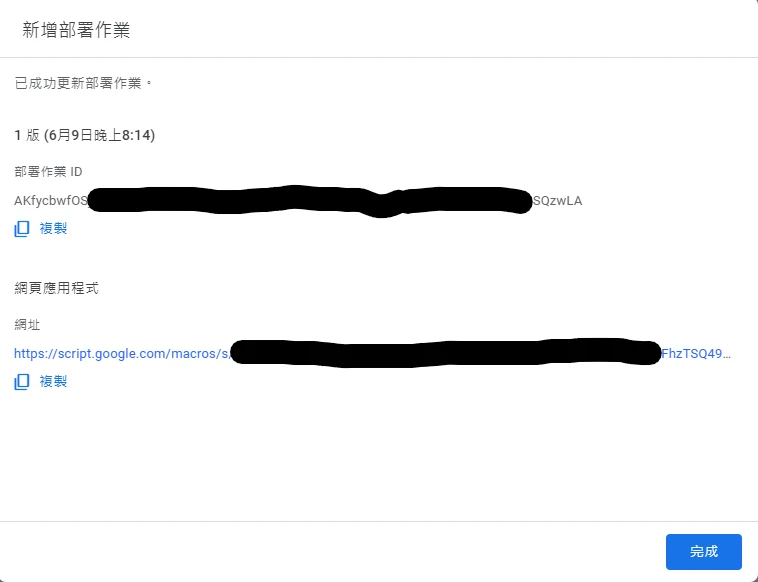 新增部署作業
已成功更新部署作業。
1 版 (6月9日晚上8:14)
部署作業 ID
AKfycbwfOS SQzwLA
複製
網頁應用程式
網址
https://script.google.com/macros/s/ FhzTSQ49...
複製
完成